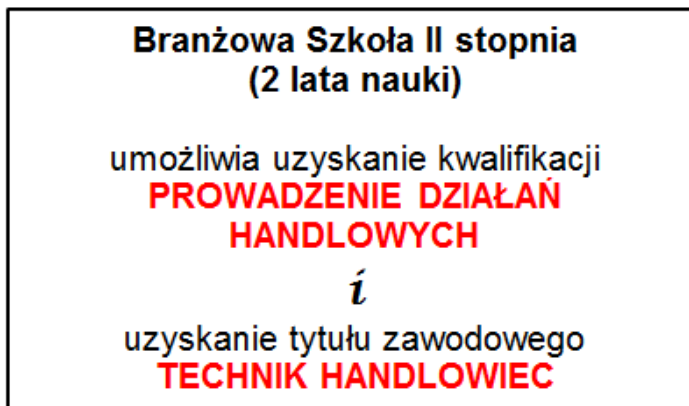 Branżowa Szkoła II stopnia
(2 lata nauki)
umożliwia uzyskanie kwalifikacji
PROWADZENIE DZIAŁAŃ
HANDLOWYCH
i
uzyskanie tytułu zawodowego
TECHNIK HANDLOWIEC